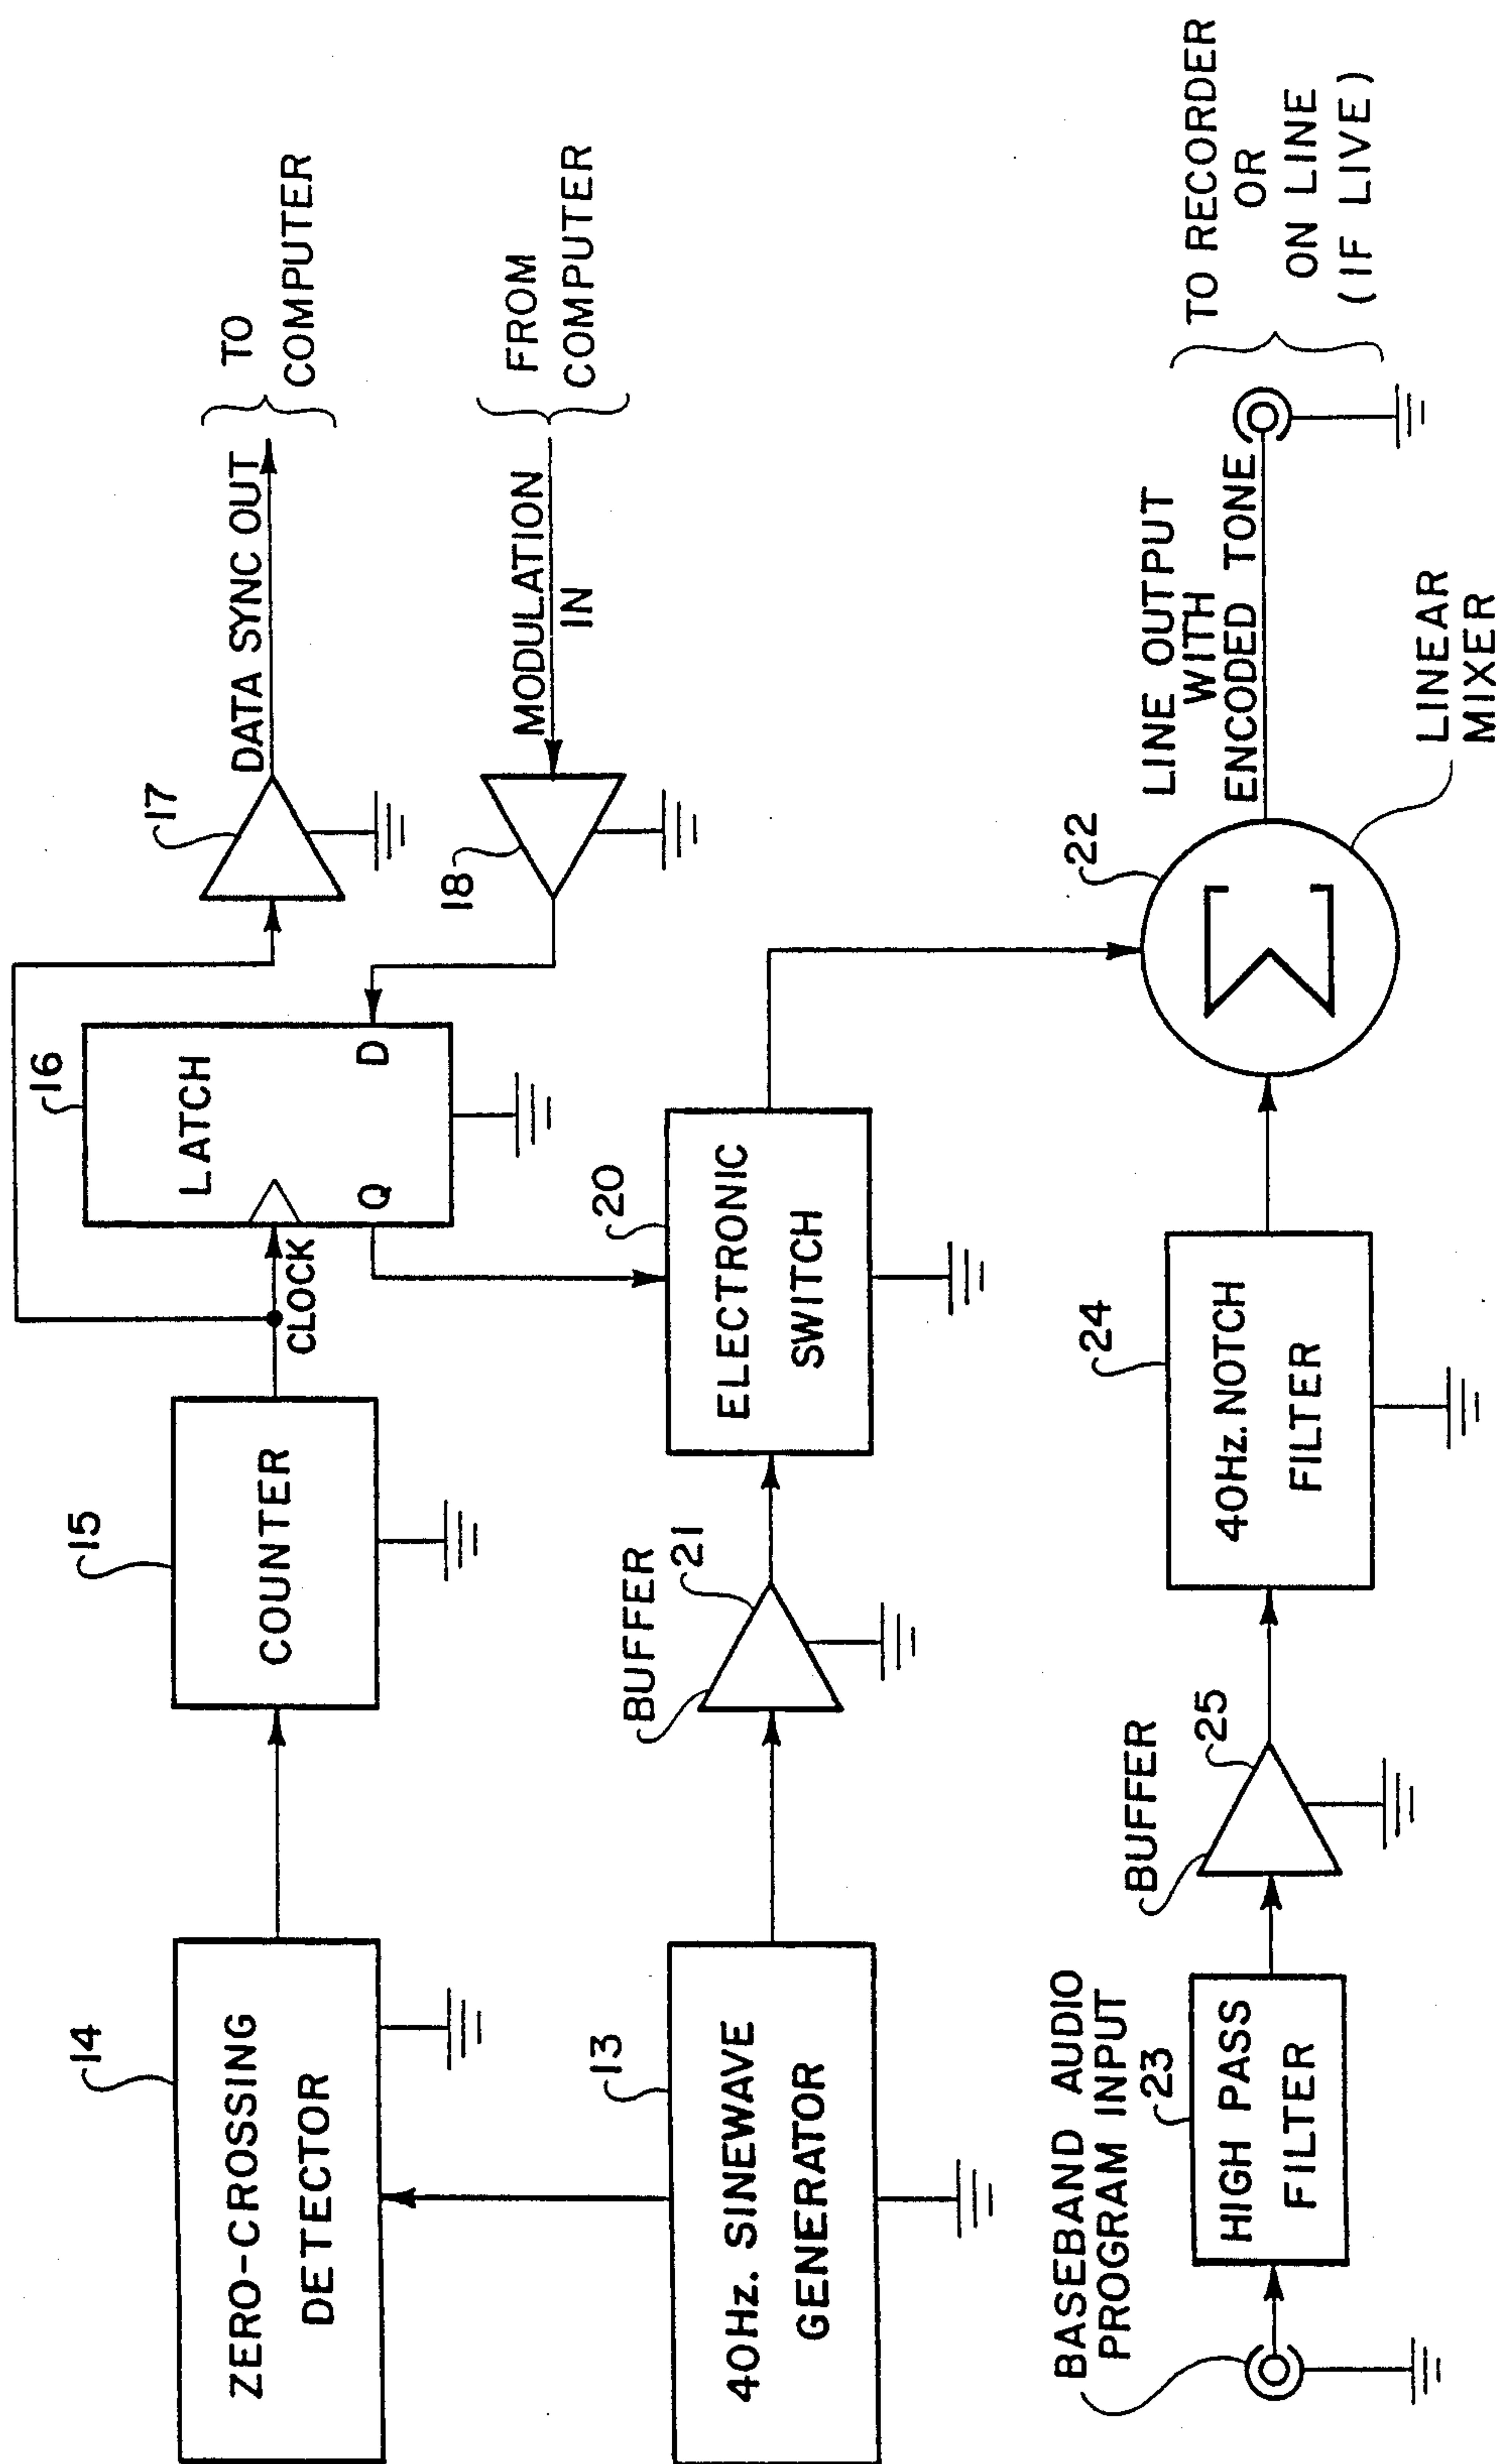 14
ZERO-CROSSING
DETECTOR
15
COUNTER
CLOCK
16
LATCH
Q
D
17
DATA SYNC OUT
TO
COMPUTER
18
MODULATION
IN
FROM
COMPUTER
13
40Hz. SINEWAVE
GENERATOR
BUFFER
21
20
ELECTRONIC
SWITCH
22
LINE OUTPUT
WITH
ENCODED TONE
TO RECORDER
OR
ON LINE
(IF LIVE)
LINEAR
MIXER
BASEBAND AUDIO
PROGRAM INPUT
23
HIGH PASS
FILTER
BUFFER
25
24
40Hz. NOTCH
FILTER
Σ